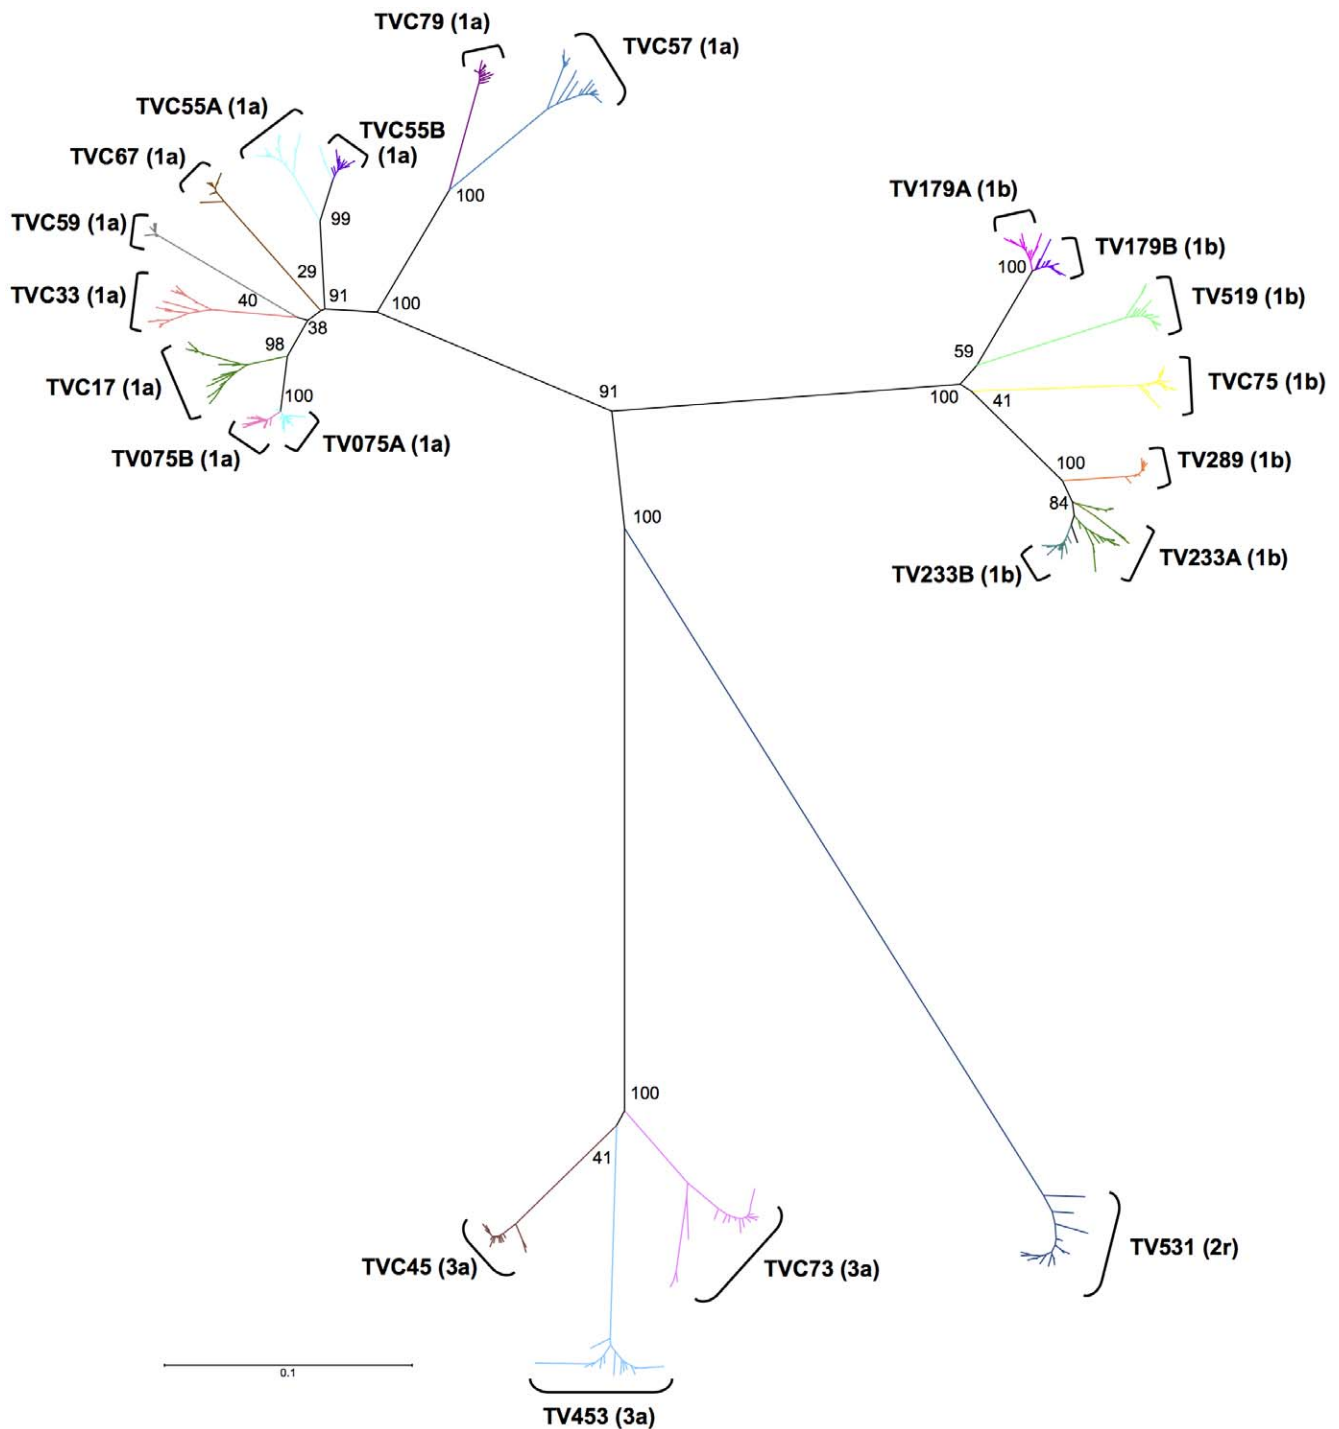 TVC79 (1a)
TVC57 (1a)
TVC55A (1a)
TVC55B
(1a)
TVC67 (1a)
100
TV179A (1b)
99
TVC59 (1a)
TV179B (1b)
100
29
TVC33 (1a)
40
91
100
TV519 (1b)
38
98
59
TVC17 (1a)
100
91
100
41
TVC75 (1b)
TV075B (1a)
TV075A (1a)
100
TV289 (1b)
84
100
TV233B (1b)
TV233A (1b)
100
41
TVC45 (3a)
TVC73 (3a)
TV531 (2r)
0.1
TV453 (3a)